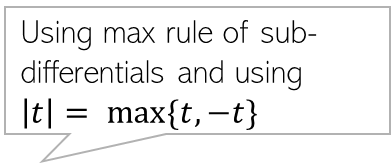 Using max rule of sub-
differentials and using
|t| = max{t, −t}